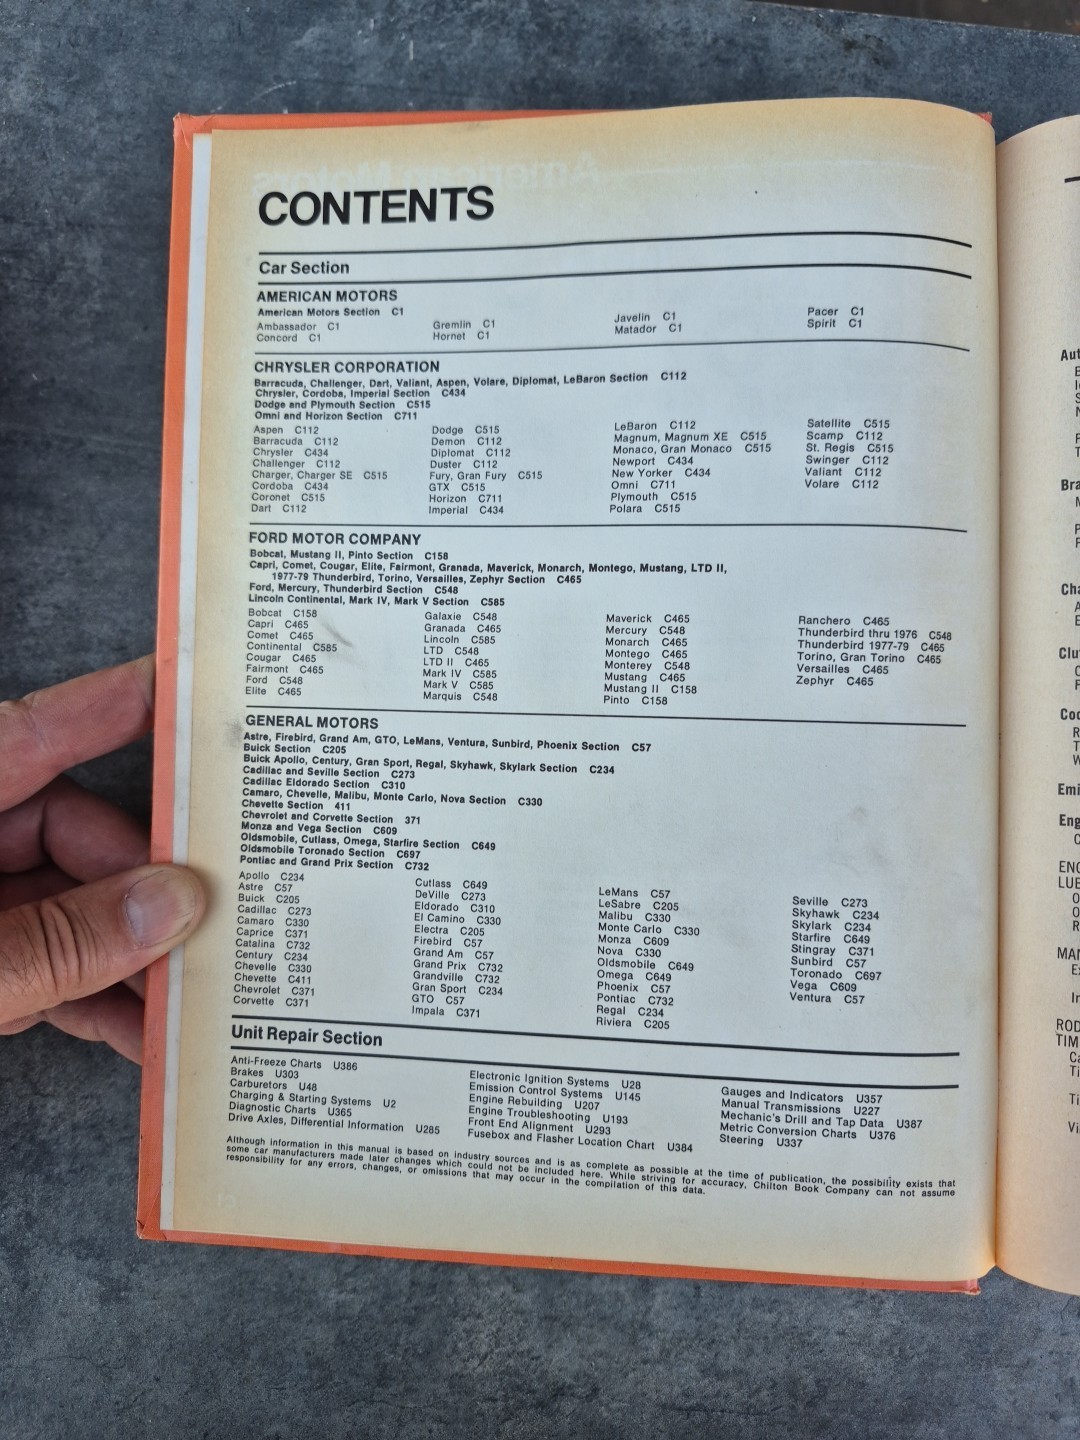 CONTENTS
Car Section
AMERICAN MOTORS
American Motors Section C1
Ambassador C1
Concord C1
Gremlin C1
Hornet C1
Javelin C1
Matador C1
Pacer C1
Spirit C1
CHRYSLER CORPORATION
Barracuda, Challenger, Dart, Valiant, Aspen, Volare, Diplomat, LeBaron Section C112
Chrysler, Cordoba, Imperial Section C434
Dodge and Plymouth Section C515
Omni and Horizon Section C711
Aspen C112
Barracuda C112
Chrysler C434
Challenger C112
Charger, Charger SE C515
Cordoba C434
Coronet C515
Dart C112
Dodge C515
Demon C112
Diplomat C112
Duster C112
Fury, Gran Fury C515
GTX C515
Horizon C711
Imperial C434
LeBaron C112
Magnum, Magnum XE C515
Monaco, Gran Monaco C515
Newport C434
New Yorker C434
Omni C711
Plymouth C515
Polara C515
Satellite C515
Scamp C112
St. Regis C515
Swinger C112
Valiant C112
Volare C112
FORD MOTOR COMPANY
Bobcat, Mustang II, Pinto Section C158
Capri, Comet, Cougar, Elite, Fairmont, Granada, Maverick, Monarch, Montego, Mustang, LTD II,
1977-79 Thunderbird, Torino, Versailles, Zephyr Section C465
Ford, Mercury, Thunderbird Section C548
Lincoln Continental, Mark IV, Mark V Section C585
Bobcat C158
Capri C465
Comet C465
Continental C585
Cougar C465
Fairmont C465
Ford C548
Elite C465
Galaxie C548
Granada C465
Lincoln C585
LTD C548
LTD II C465
Mark IV C585
Mark V C585
Marquis C548
Maverick C465
Mercury C548
Monarch C465
Montego C465
Monterey C548
Mustang C465
Mustang II C158
Pinto C158
Ranchero C465
Thunderbird thru 1976 C548
Thunderbird 1977-79 C465
Torino, Gran Torino C465
Versailles C465
Zephyr C465
GENERAL MOTORS
Astre, Firebird, Grand Am, GTO, LeMans, Ventura, Sunbird, Phoenix Section C57
Buick Section C205
Buick Apollo, Century, Gran Sport, Regal, Skyhawk, Skylark Section C234
Cadillac and Seville Section C273
Cadillac Eldorado Section C310
Camaro, Chevelle, Malibu, Monte Carlo, Nova Section C330
Chevette Section 411
Chevrolet and Corvette Section 371
Monza and Vega Section C609
Oldsmobile, Cutlass, Omega, Starfire Section C649
Oldsmobile Toronado Section C697
Pontiac and Grand Prix Section C732
Apollo C234
Astre C57
Buick C205
Cadillac C273
Camaro C330
Caprice C371
Catalina C732
Century C234
Chevelle C330
Chevette C411
Chevrolet C371
Corvette C371
Cutlass C649
DeVille C273
Eldorado C310
El Camino C330
Electra C205
Firebird C57
Grand Am C57
Grand Prix C732
Grandville C732
Gran Sport C234
GTO C57
Impala C371
LeMans C57
LeSabre C205
Malibu C330
Monte Carlo C330
Monza C609
Nova C330
Oldsmobile C649
Omega C649
Phoenix C57
Pontiac C732
Regal C234
Riviera C205
Seville C273
Skyhawk C234
Skylark C234
Starfire C649
Stingray C371
Sunbird C57
Toronado C697
Vega C609
Ventura C57
Unit Repair Section
Anti-Freeze Charts U386
Brakes U303
Carburetors U48
Charging & Starting Systems U2
Diagnostic Charts U365
Drive Axles, Differential Information U285
Electronic Ignition Systems U28
Emission Control Systems U145
Engine Rebuilding U207
Engine Troubleshooting U193
Front End Alignment U293
Fusebox and Flasher Location Chart U384
Gauges and Indicators U357
Manual Transmissions U227
Mechanic's Drill and Tap Data U387
Metric Conversion Charts U376
Steering U337
Although information in this manual is based on industry sources and is as complete as possible at the time of publication, the possibility exists that
some car manufacturers made later changes which could not be included here. While striving for accuracy, Chilton Book Company can not assume
responsibility for any errors, changes, or omissions that may occur in the compilation of this data.